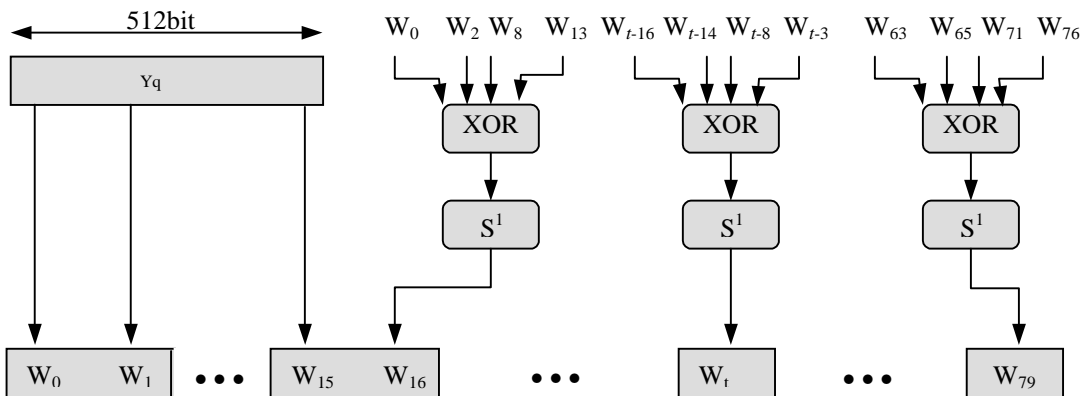 512bit
Yq
W0 W2 W8 W13
Wt-16 Wt-14 Wt-8 Wt-3
W63 W65 W71 W76
XOR XOR XOR
S1 S1 S1
W0 W1 ••• W15 W16 ••• Wt ••• W79